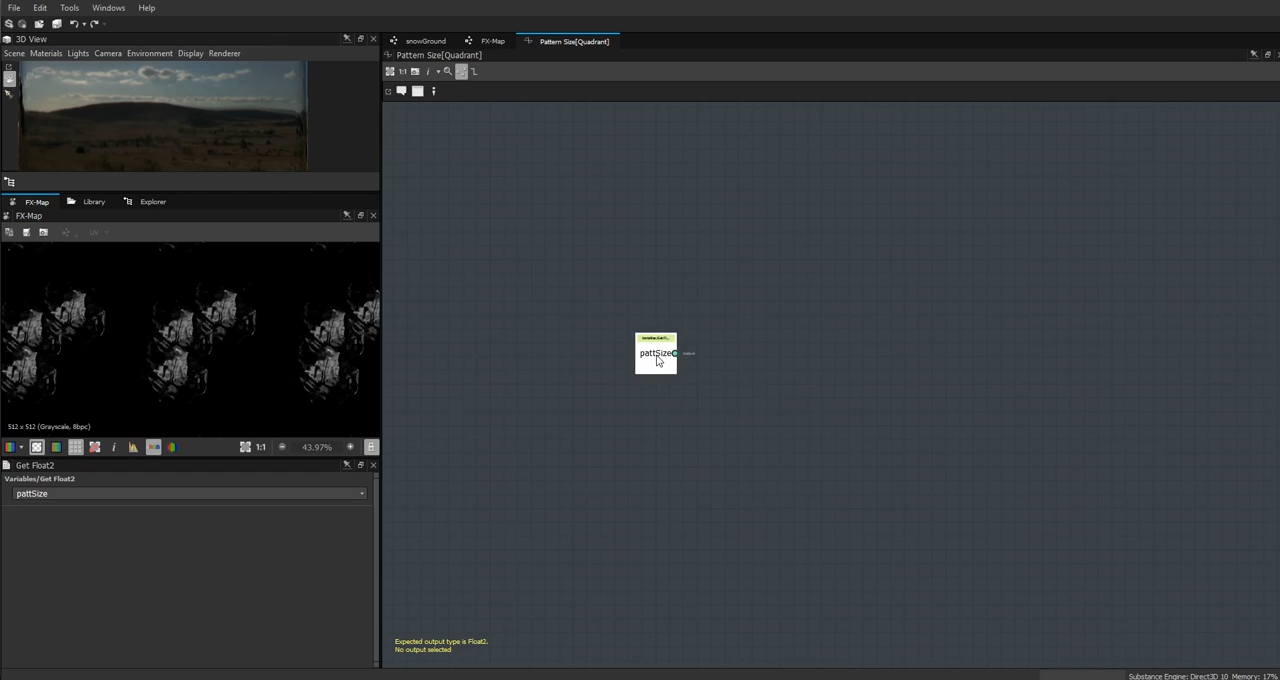 File Edit Tools Windows Help
3D View
Scene Materials Lights Camera Environment Display Renderer
FX-Map Library Explorer
FX-Map
UV
512 x 512 (Grayscale, 8bpc)
1:1 43.97%
Get Float2
Variables/Get Float2
pattSize
snowGround FX-Map Pattern Size[Quadrant]
Pattern Size[Quadrant]
1:1
pattSize
Expected output type is Float2.
No output selected
Substance Engine: Direct3D 10 Memory: 17%